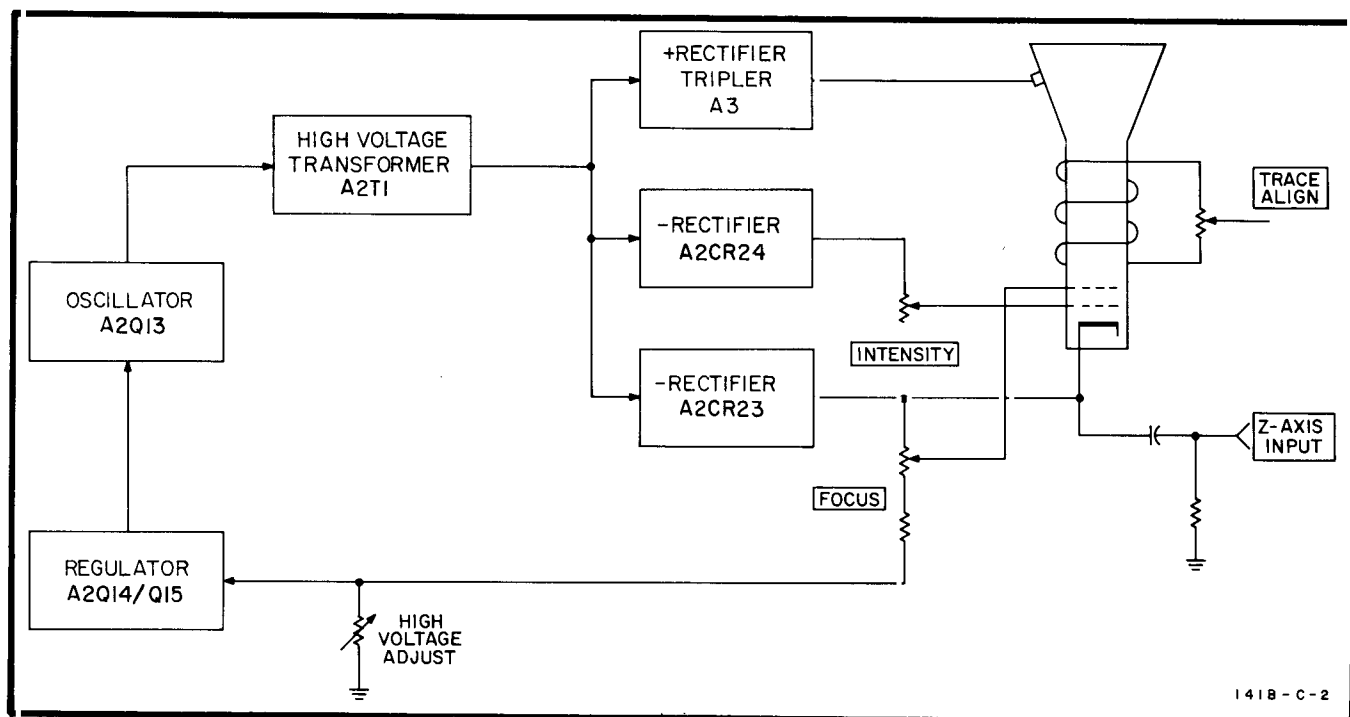 +RECTIFIER
TRIPLER
A3
HIGH VOLTAGE
TRANSFORMER
A2T1
TRACE
ALIGN
-RECTIFIER
A2CR24
OSCILLATOR
A2Q13
INTENSITY
-RECTIFIER
A2CR23
Z-AXIS
INPUT
FOCUS
REGULATOR
A2Q14/Q15
HIGH
VOLTAGE
ADJUST
1418-C-2